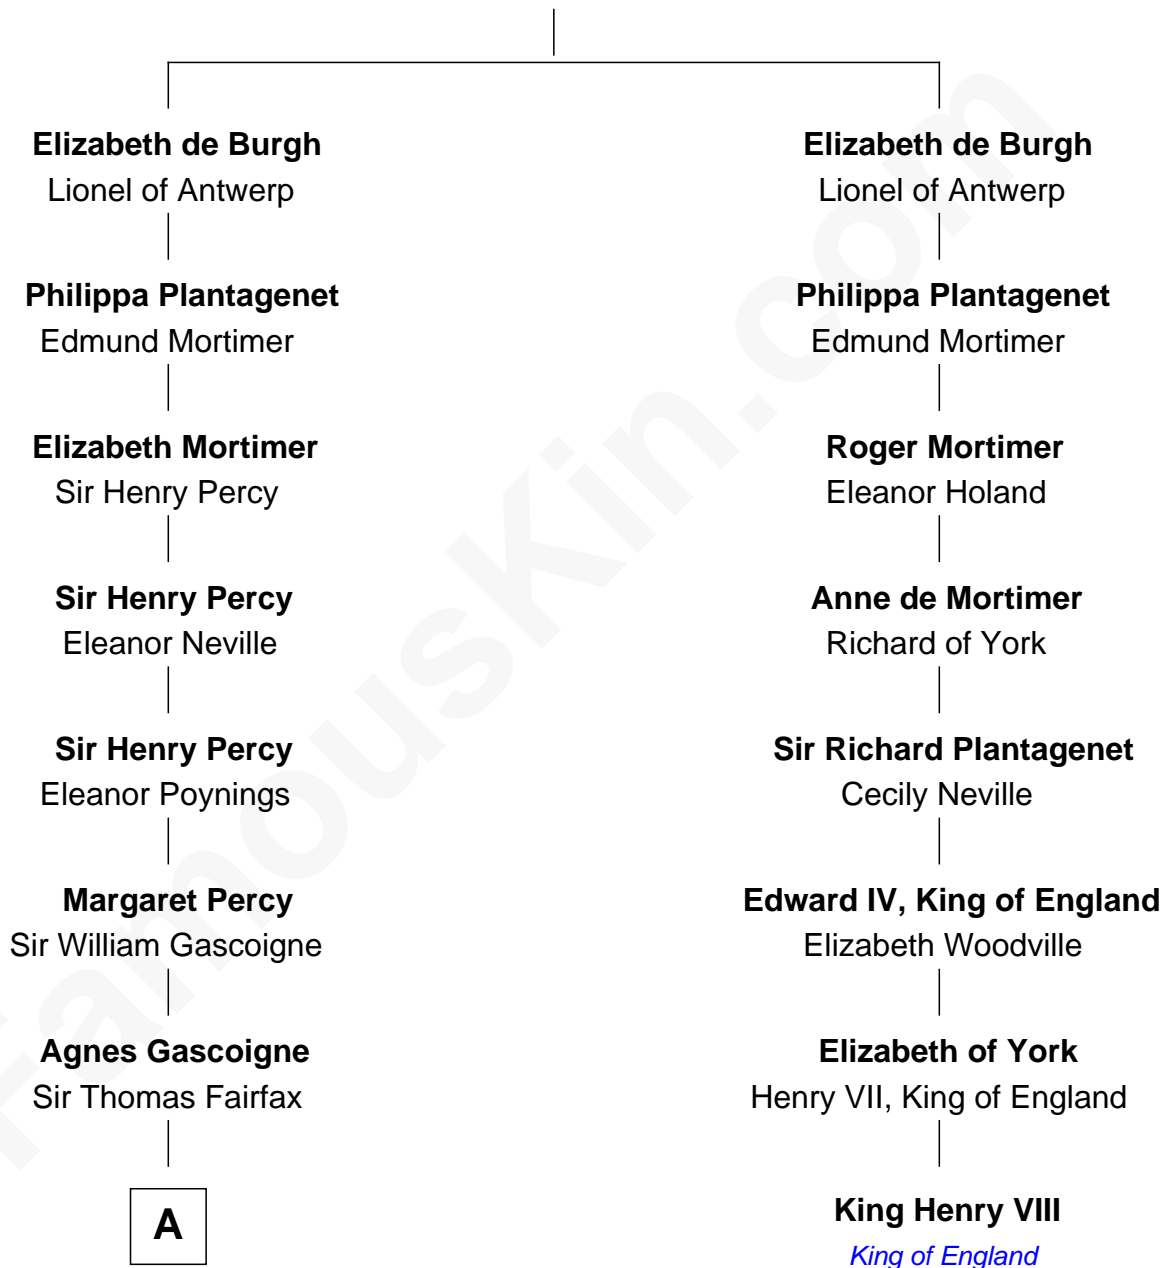 Elizabeth de Burgh
Lionel of Antwerp
Philippa Plantagenet
Edmund Mortimer
Elizabeth Mortimer
Sir Henry Percy
Sir Henry Percy
Eleanor Neville
Sir Henry Percy
Eleanor Poynings
Margaret Percy
Sir William Gascoigne
Agnes Gascoigne
Sir Thomas Fairfax
A
Elizabeth de Burgh
Lionel of Antwerp
Philippa Plantagenet
Edmund Mortimer
Roger Mortimer
Eleanor Holand
Anne de Mortimer
Richard of York
Sir Richard Plantagenet
Cecily Neville
Edward IV, King of England
Elizabeth Woodville
Elizabeth of York
Henry VII, King of England
King Henry VIII
King of England
FamousKin.com